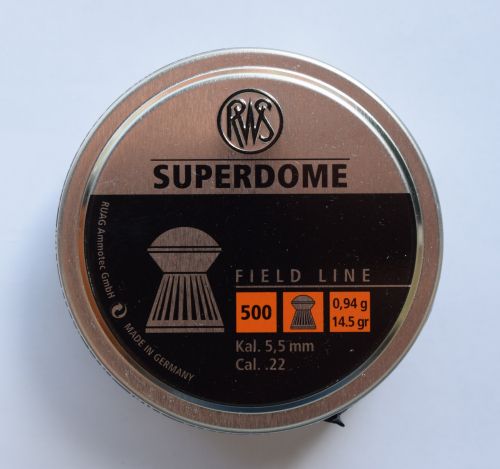 RWS
SUPERDOME
RUAG Ammotec GmbH
MADE IN GERMANY
FIELD LINE
500
0,94 g
14.5 gr
Kal. 5,5 mm
Cal. .22